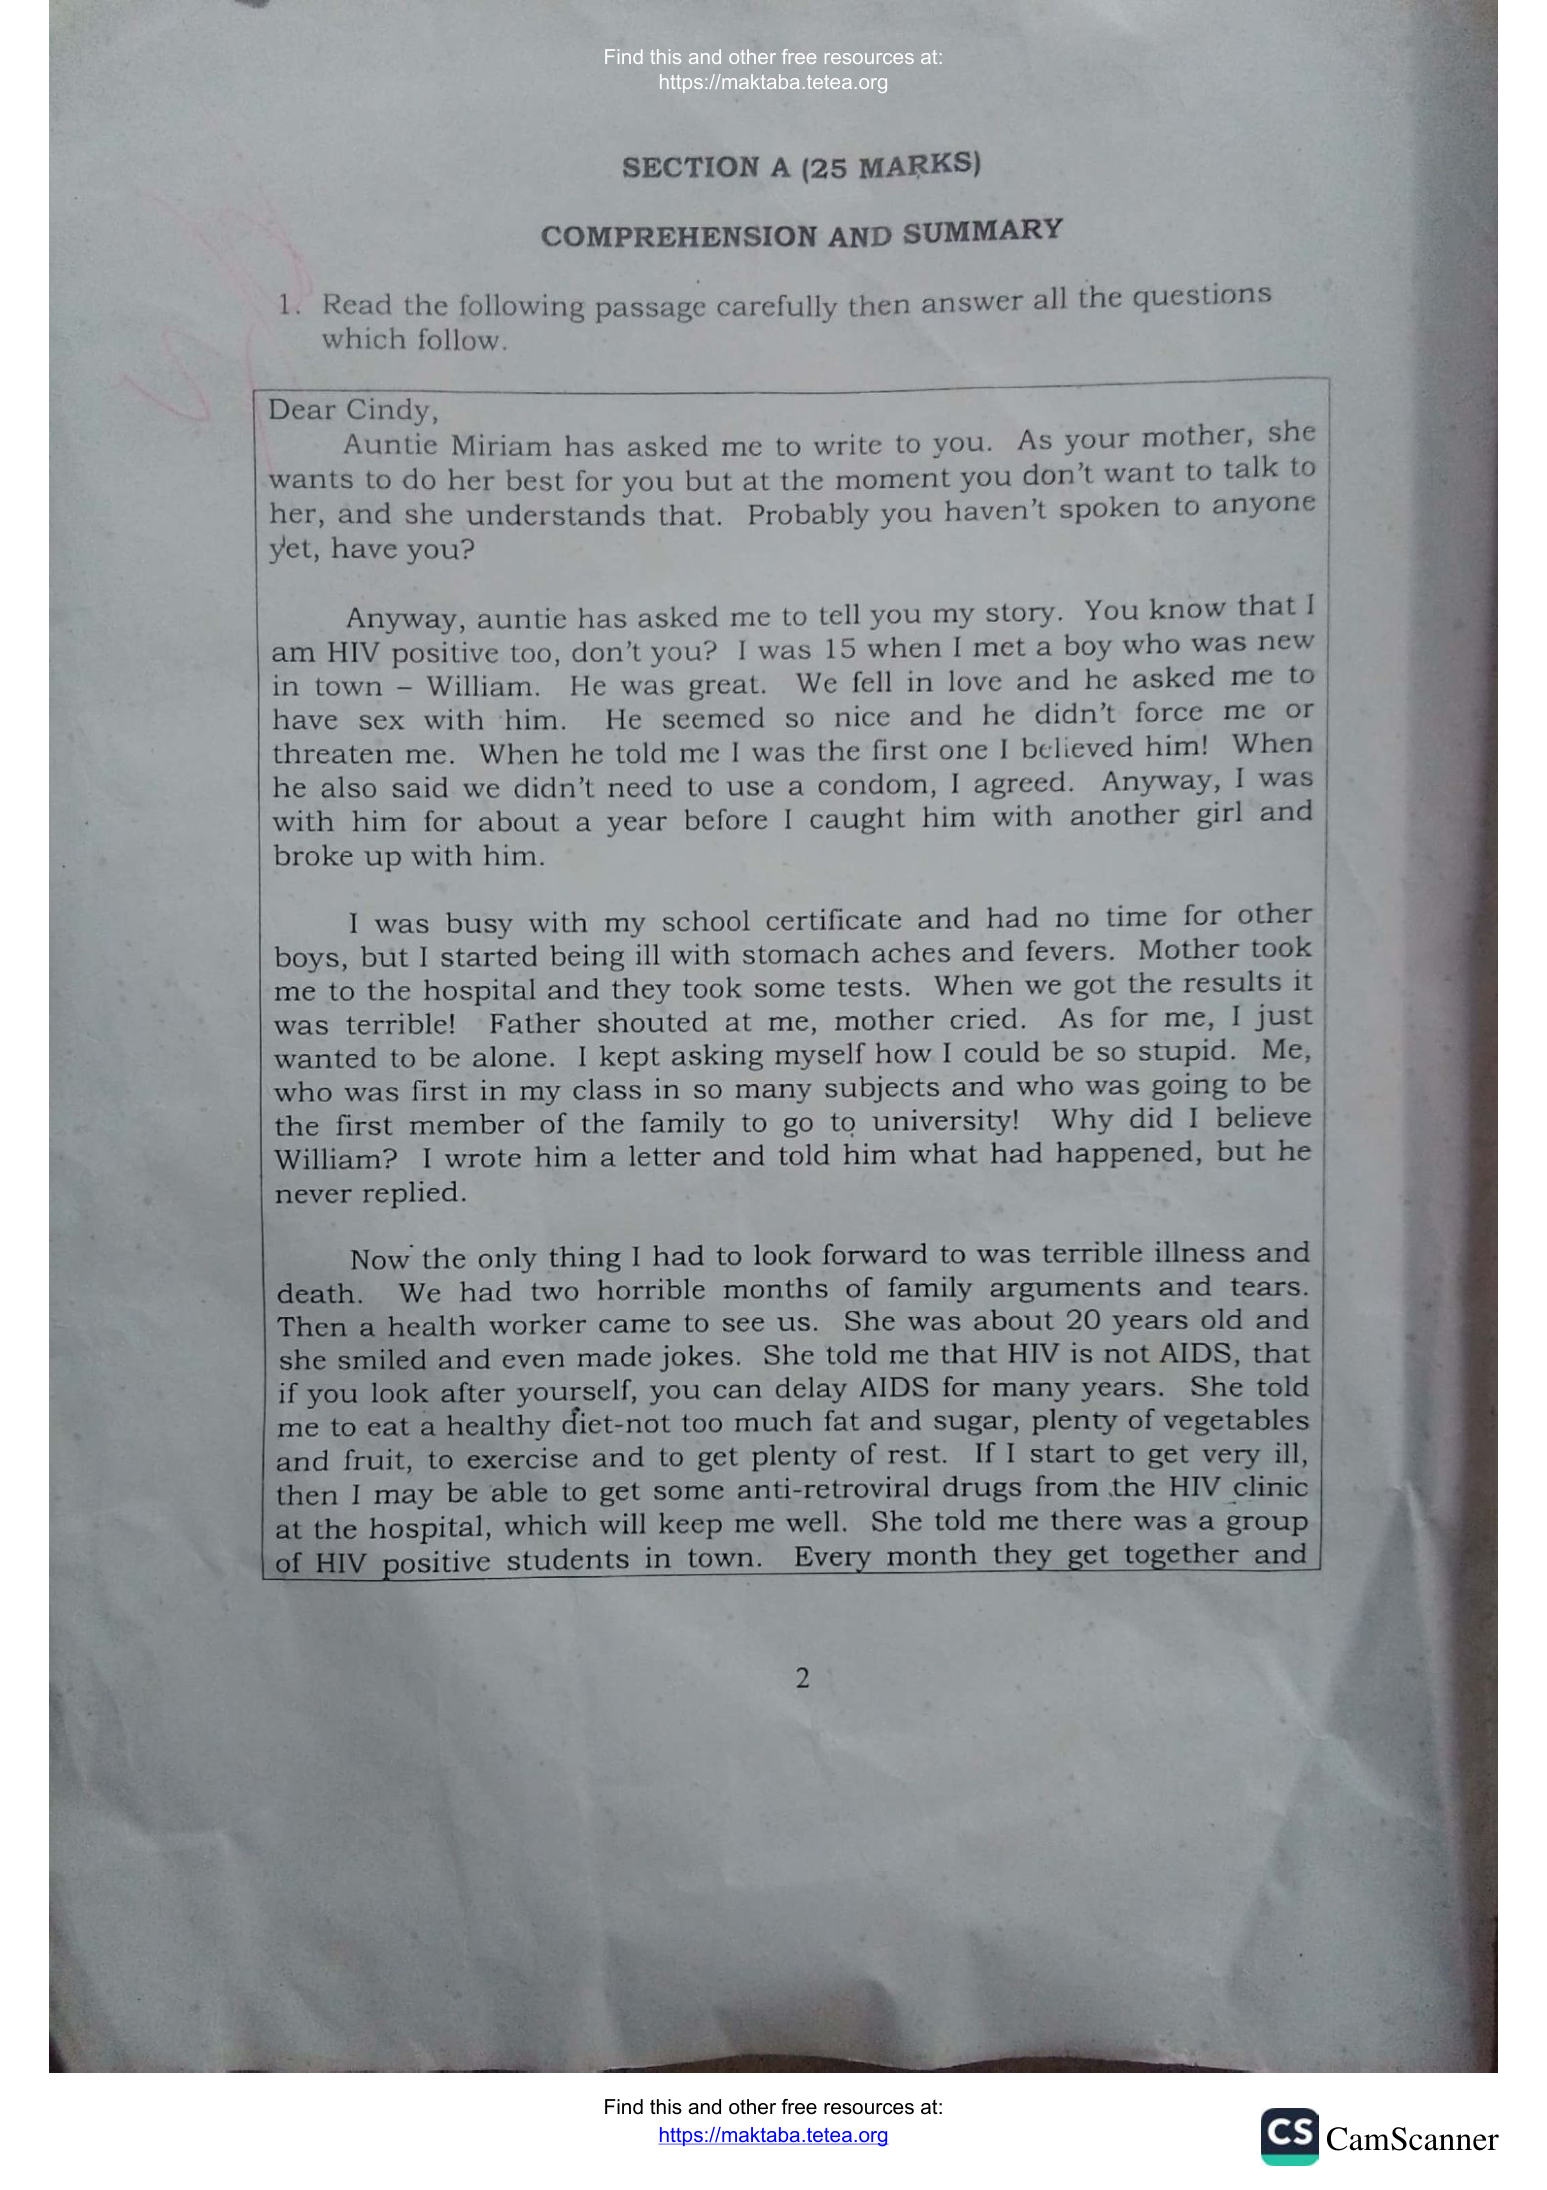 Find this and other free resources at:
https://maktaba.tetea.org
SECTION A (25 MARKS)
COMPREHENSION AND SUMMARY
1. Read the following passage carefully then answer all the questions
which follow.
Dear Cindy,
Auntie Miriam has asked me to write to you. As your mother, she
wants to do her best for you but at the moment you don't want to talk to
her, and she understands that. Probably you haven't spoken to anyone
yet, have you?
Anyway, auntie has asked me to tell you my story. You know that I
am HIV positive too, don't you? I was 15 when I met a boy who was new
in town – William. He was great. We fell in love and he asked me to
have sex with him. He seemed so nice and he didn't force me or
threaten me. When he told me I was the first one I believed him! When
he also said we didn't need to use a condom, I agreed. Anyway, I was
with him for about a year before I caught him with another girl and
broke up with him.
I was busy with my school certificate and had no time for other
boys, but I started being ill with stomach aches and fevers. Mother took
me to the hospital and they took some tests. When we got the results it
was terrible! Father shouted at me, mother cried. As for me, I just
wanted to be alone. I kept asking myself how I could be so stupid. Me,
who was first in my class in so many subjects and who was going to be
the first member of the family to go to university! Why did I believe
William? I wrote him a letter and told him what had happened, but he
never replied.
Now the only thing I had to look forward to was terrible illness and
death. We had two horrible months of family arguments and tears.
Then a health worker came to see us. She was about 20 years old and
she smiled and even made jokes. She told me that HIV is not AIDS, that
if you look after yourself, you can delay AIDS for many years. She told
me to eat a healthy diet-not too much fat and sugar, plenty of vegetables
and fruit, to exercise and to get plenty of rest. If I start to get very ill,
then I may be able to get some anti-retroviral drugs from the HIV clinic
at the hospital, which will keep me well. She told me there was a group
of HIV positive students in town. Every month they get together and
2
Find this and other free resources at:
https://maktaba.tetea.org
CS CamScanner